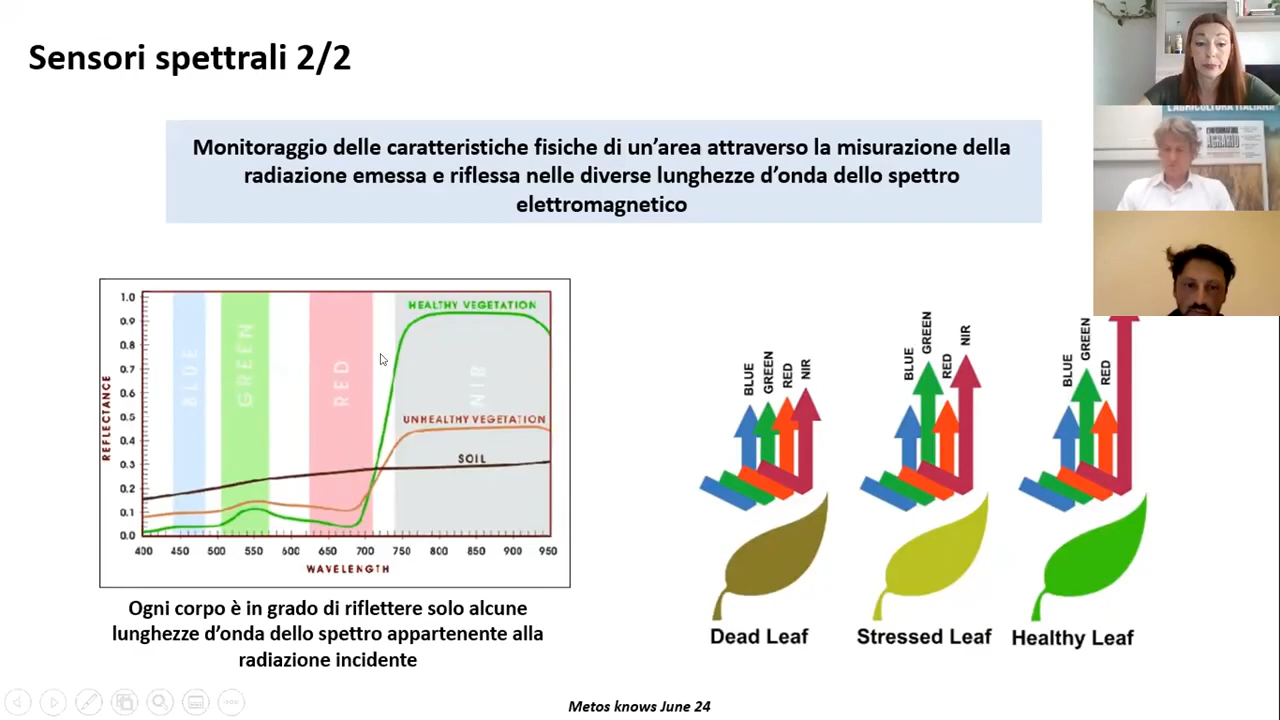 Sensori spettrali 2/2
L'AGRICOLTURA ITALIANA
AGRARIO
Monitoraggio delle caratteristiche fisiche di un'area attraverso la misurazione della
radiazione emessa e riflessa nelle diverse lunghezze d'onda dello spettro
elettromagnetico
1.0
0.9
0.8
0.7
0.6
0.5
0.4
0.3
0.2
0.1
0.0
REFLECTANCE
BLUE
GREEN
RED
NIR
HEALTHY VEGETATION
UNHEALTHY VEGETATION
SOIL
400 450 500 550 600 650 700 750 800 850 900 950
WAVELENGTH
Ogni corpo è in grado di riflettere solo alcune
lunghezze d'onda dello spettro appartenente alla
radiazione incidente
BLUE
GREEN
RED
NIR
Dead Leaf
BLUE
GREEN
RED
NIR
Stressed Leaf
BLUE
GREEN
RED
Healthy Leaf
Metos knows June 24